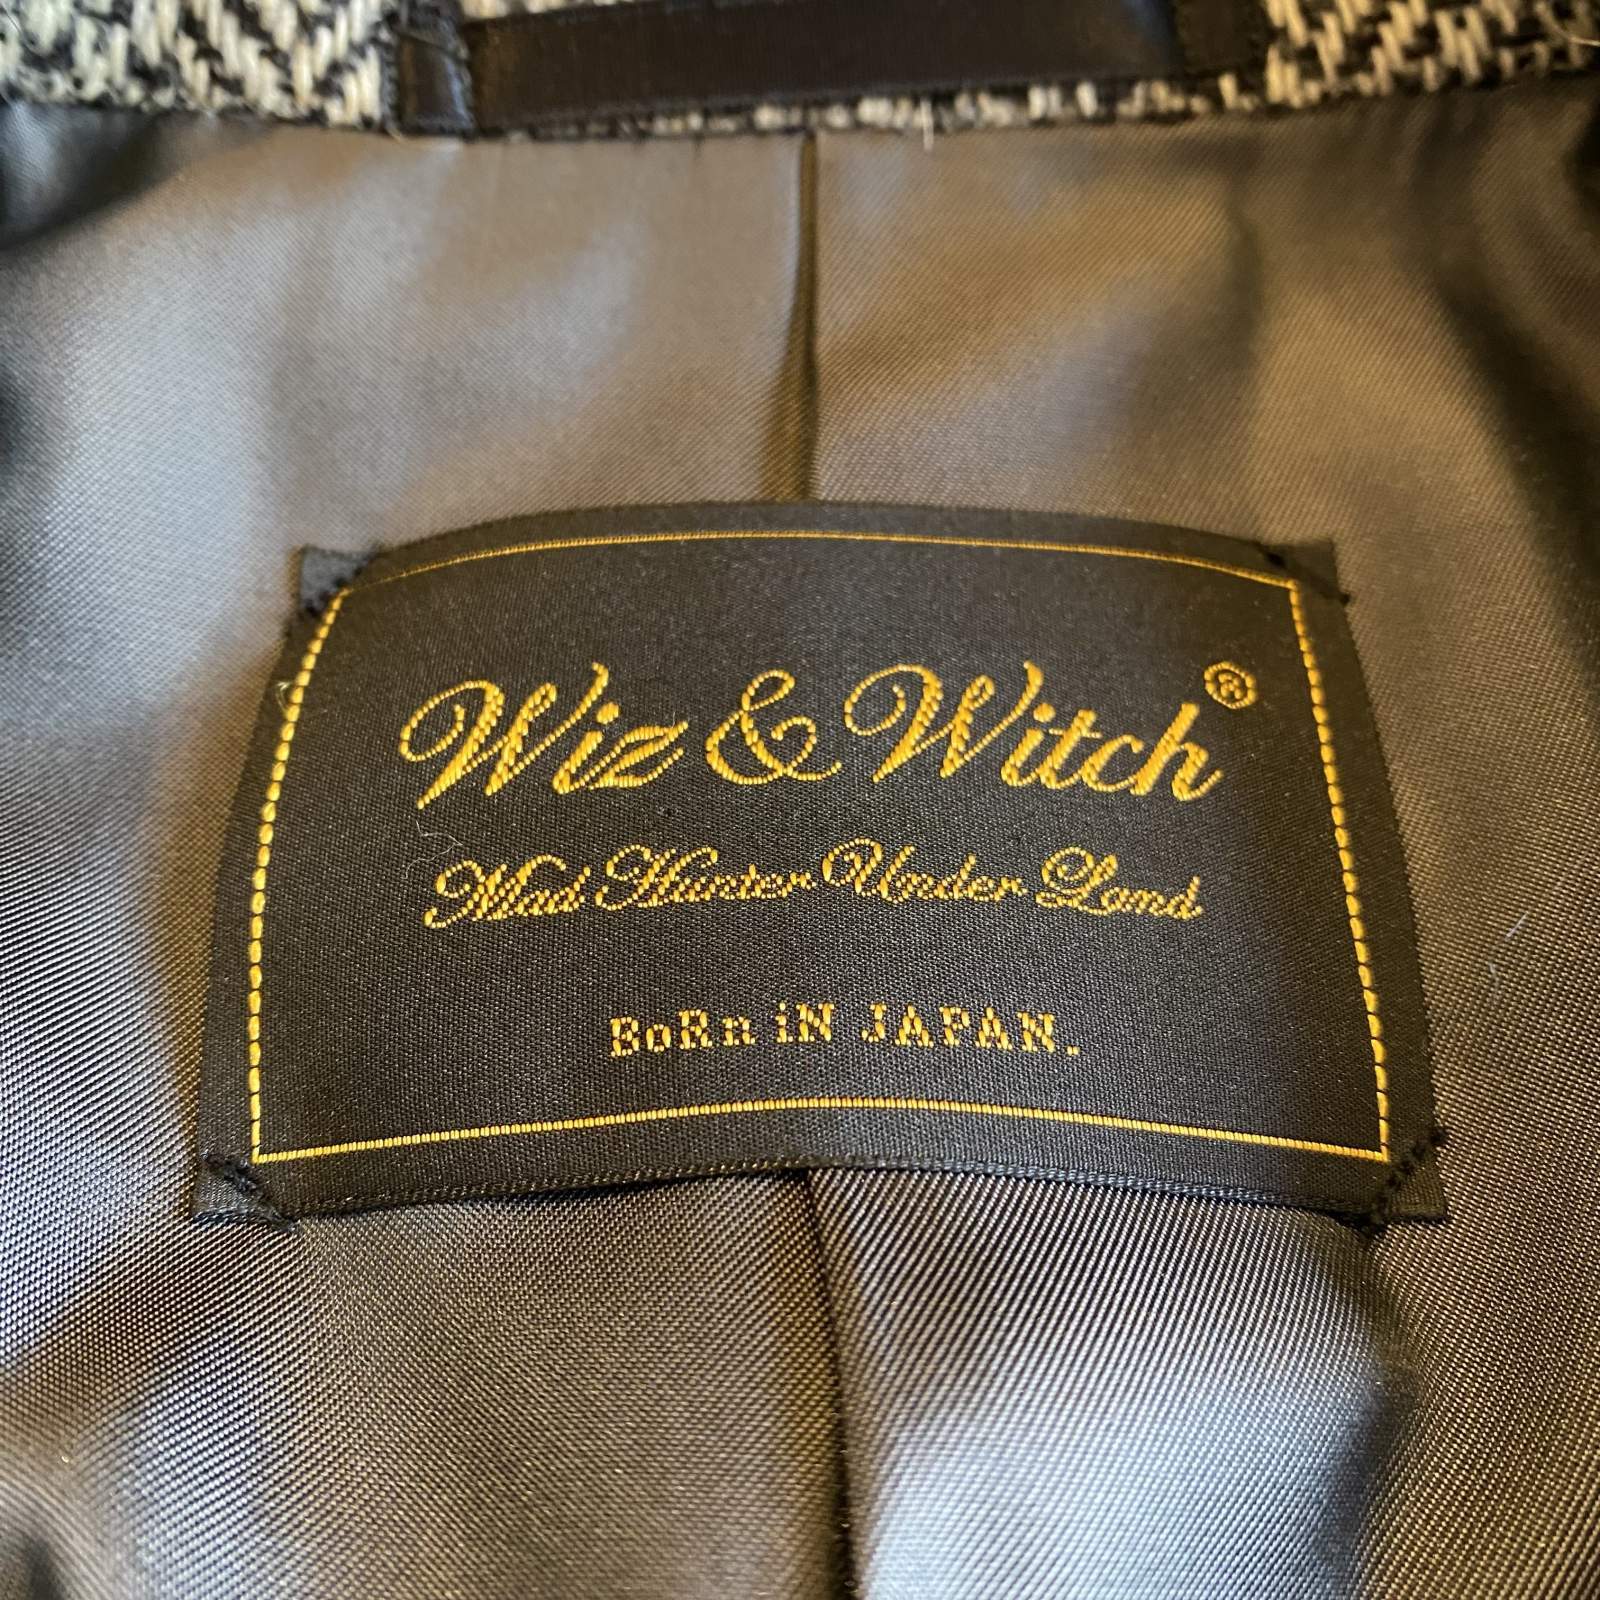 Wiz & Witch®
Mad Hunter Under Land
BoRn iN JAPAN.